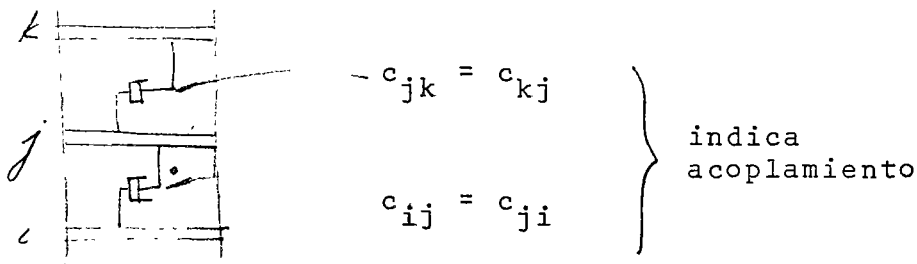 k
c_jk = c_kj
j
indica
acoplamiento
c_ij = c_ji
i